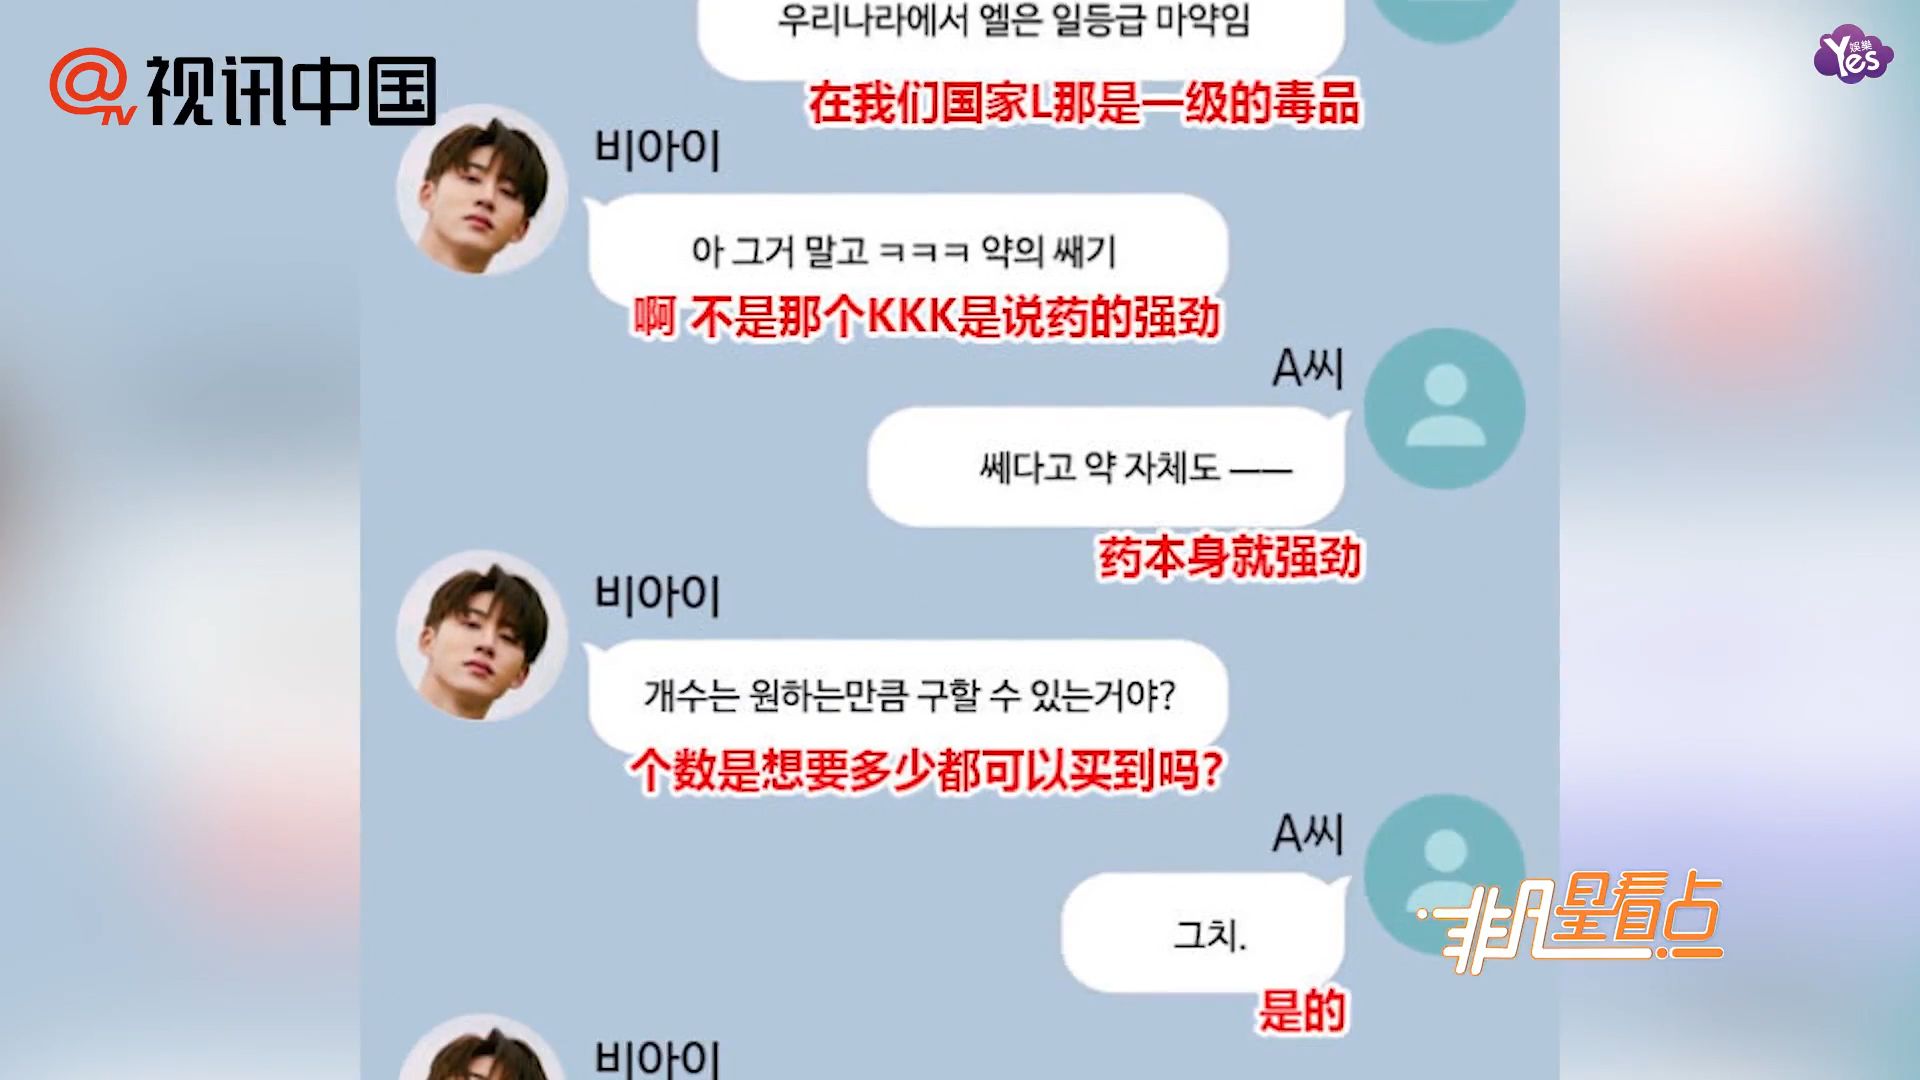 우리나라에서 엘은 일등급 마약임
在我们国家L那是一级的毒品
@TV 视讯中国
Yes 娱樂
비아이
아 그거 말고 ㅋㅋㅋ 약의 쌔기
啊 不是那个KKK是说药的强劲
A씨
쎄다고 약 자체도 ——
药本身就强劲
비아이
개수는 원하는만큼 구할 수 있는거야?
个数是想要多少都可以买到吗?
A씨
그치.
非凡星看点
是的
비아이